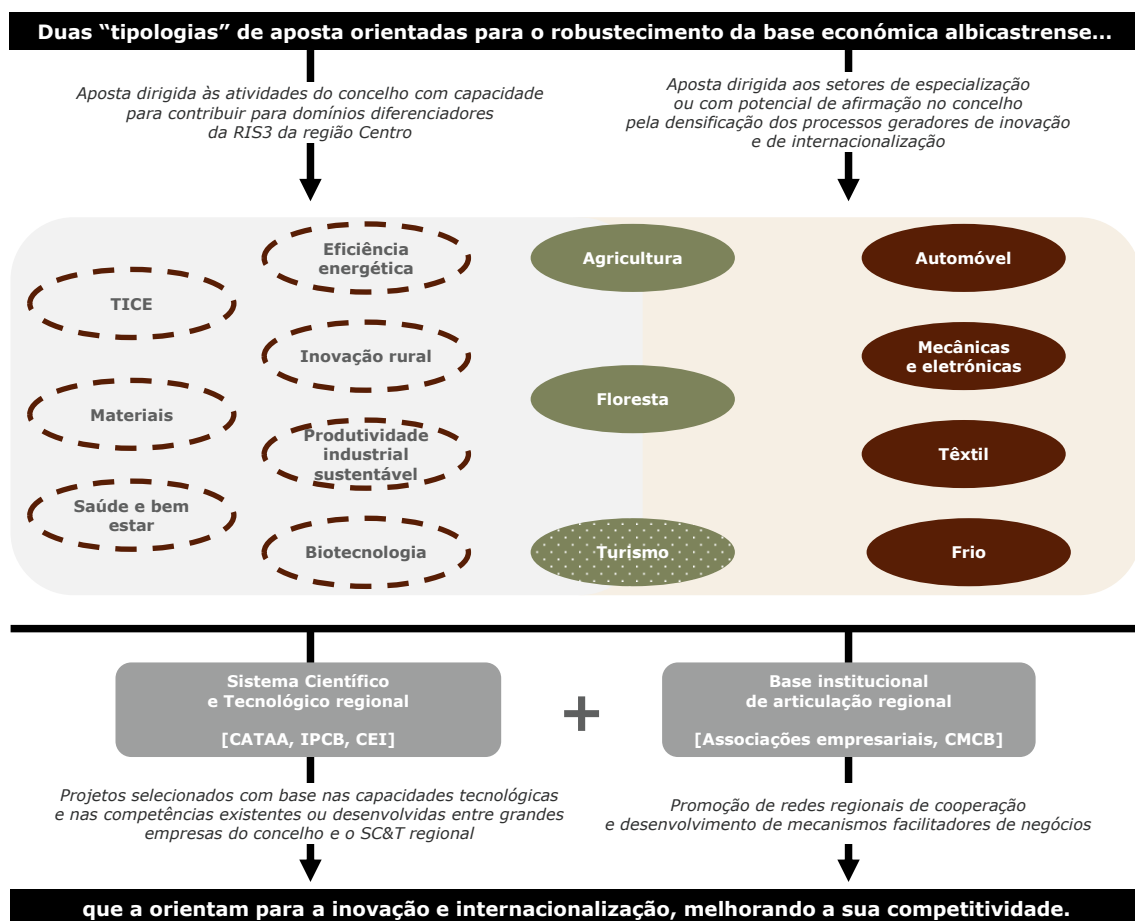 Duas “tipologias” de aposta orientadas para o robustecimento da base económica albicastrense...
Aposta dirigida às atividades do concelho com capacidade
para contribuir para domínios diferenciadores
da RIS3 da região Centro
Aposta dirigida aos setores de especialização
ou com potencial de afirmação no concelho
pela densificação dos processos geradores de inovação
e de internacionalização
TICE
Materiais
Saúde e bem
estar
Eficiência
energética
Inovação rural
Produtividade
industrial
sustentável
Biotecnologia
Agricultura
Floresta
Turismo
Automóvel
Mecânicas
e eletrónicas
Têxtil
Frio
Sistema Científico
e Tecnológico regional
[CATAA, IPCB, CEI]
+
Base institucional
de articulação regional
[Associações empresariais, CMCB]
Projetos selecionados com base nas capacidades tecnológicas
e nas competências existentes ou desenvolvidas entre grandes
empresas do concelho e o SC&T regional
Promoção de redes regionais de cooperação
e desenvolvimento de mecanismos facilitadores de negócios
que a orientam para a inovação e internacionalização, melhorando a sua competitividade.